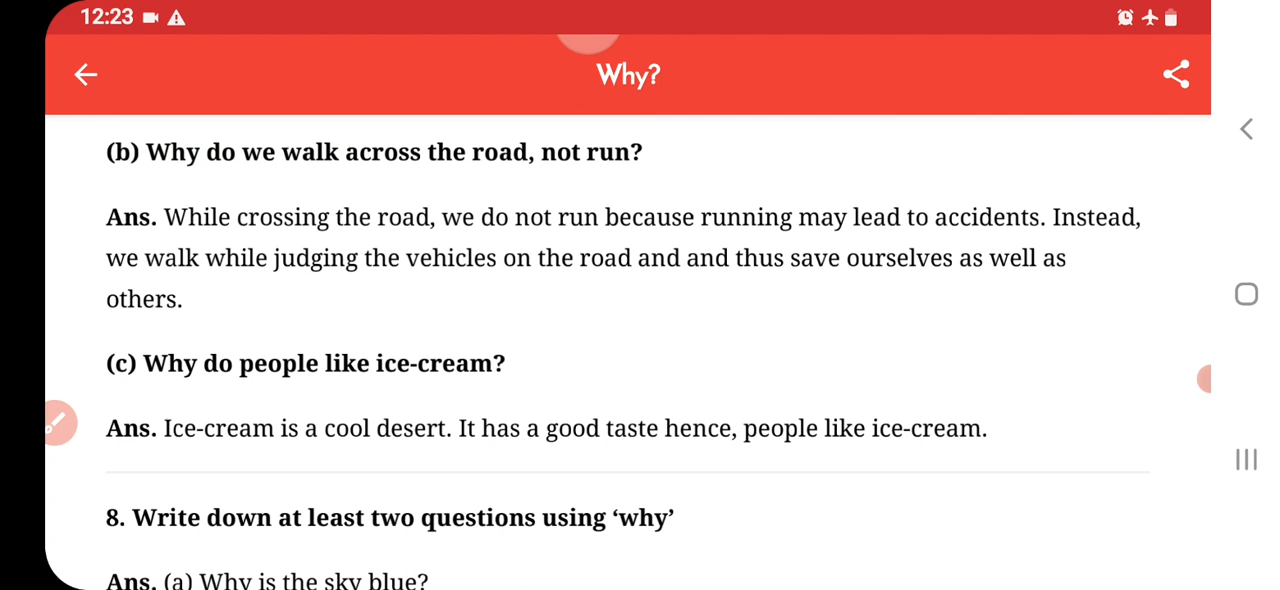 12:23
Why?
(b) Why do we walk across the road, not run?
Ans. While crossing the road, we do not run because running may lead to accidents. Instead,
we walk while judging the vehicles on the road and and thus save ourselves as well as
others.
(c) Why do people like ice-cream?
Ans. Ice-cream is a cool desert. It has a good taste hence, people like ice-cream.
8. Write down at least two questions using ‘why’
Ans. (a) Why is the sky blue?